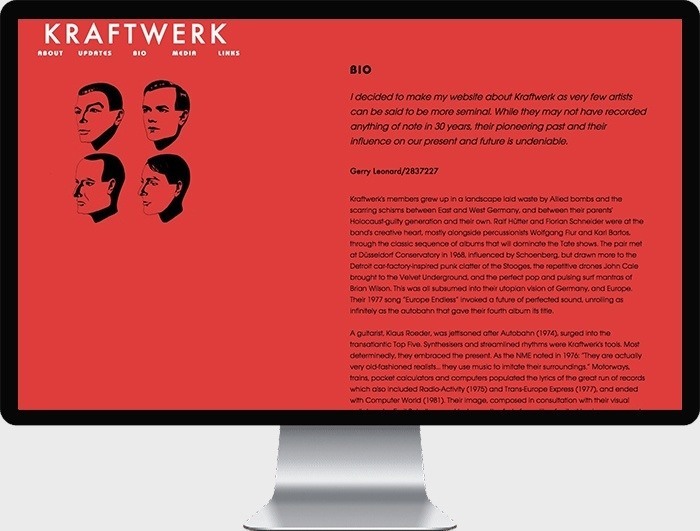 KRAFTWERK
ABOUT UPDATES BIO MEDIA LINKS
BIO
I decided to make my website about Kraftwerk as very few artists
can be said to be more seminal. While they may not have recorded
anything of note in 30 years, their pioneering past and their
influence on our present and future is undeniable.
Gerry Leonard/2837227
Kraftwerk's members grew up in a landscape laid waste by Allied bombs and the
scarring schisms between East and West Germany, and between their parents'
Holocaust-guilty generation and their own. Ralf Hütter and Florian Schneider were at the
band's creative heart, mostly alongside percussionists Wolfgang Flur and Karl Bartos,
through the classic sequence of albums that will dominate the Tate shows. The pair met
at Düsseldorf Conservatory in 1968, influenced by Schoenberg, but drawn more to the
Detroit car-factory-inspired punk clatter of the Stooges, the repetitive drones John Cale
brought to the Velvet Underground, and the perfect pop and pulsing surf mantras of
Brian Wilson. This was all subsumed into their utopian vision of Germany, and Europe.
Their 1977 song "Europe Endless" invoked a future of perfected sound, unrolling as
infinitely as the autobahn that gave their fourth album its title.
A guitarist, Klaus Roeder, was jettisoned after Autobahn (1974), surged into the
transatlantic Top Five. Synthesisers and streamlined rhythms were Kraftwerk's tools. Most
determinedly, they embraced the present. As the NME noted in 1976: "They are actually
very old-fashioned realists... they use music to imitate their surroundings." Motorways,
trains, pocket calculators and computers populated the lyrics of the great run of records
which also included Radio-Activity (1975) and Trans-Europe Express (1977), and ended
with Computer World (1981). Their image, composed in consultation with their visual